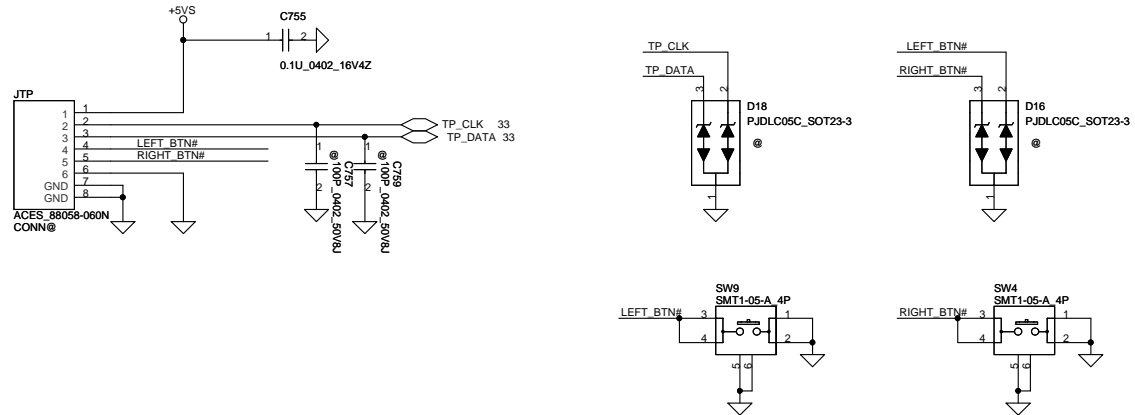 +5VS
C755
1 2
0.1U_0402_16V4Z
JTP
1 1
2 2
3 3
4 4
5 5
6 6
GND 7
GND 8
LEFT_BTN#
RIGHT_BTN#
TP_CLK 33
TP_DATA 33
ACES_88058-060N
CONN@
1
2
C757
100P_0402_50V8J
@
1
2
C759
100P_0402_50V8J
@
TP_CLK
TP_DATA
3 2
D18
PJDLC05C_SOT23-3
@
1
LEFT_BTN#
RIGHT_BTN#
3 2
D16
PJDLC05C_SOT23-3
@
1
SW9
SMT1-05-A_4P
LEFT_BTN# 3 1
4 2
5 6
SW4
SMT1-05-A_4P
RIGHT_BTN# 3 1
4 2
5 6